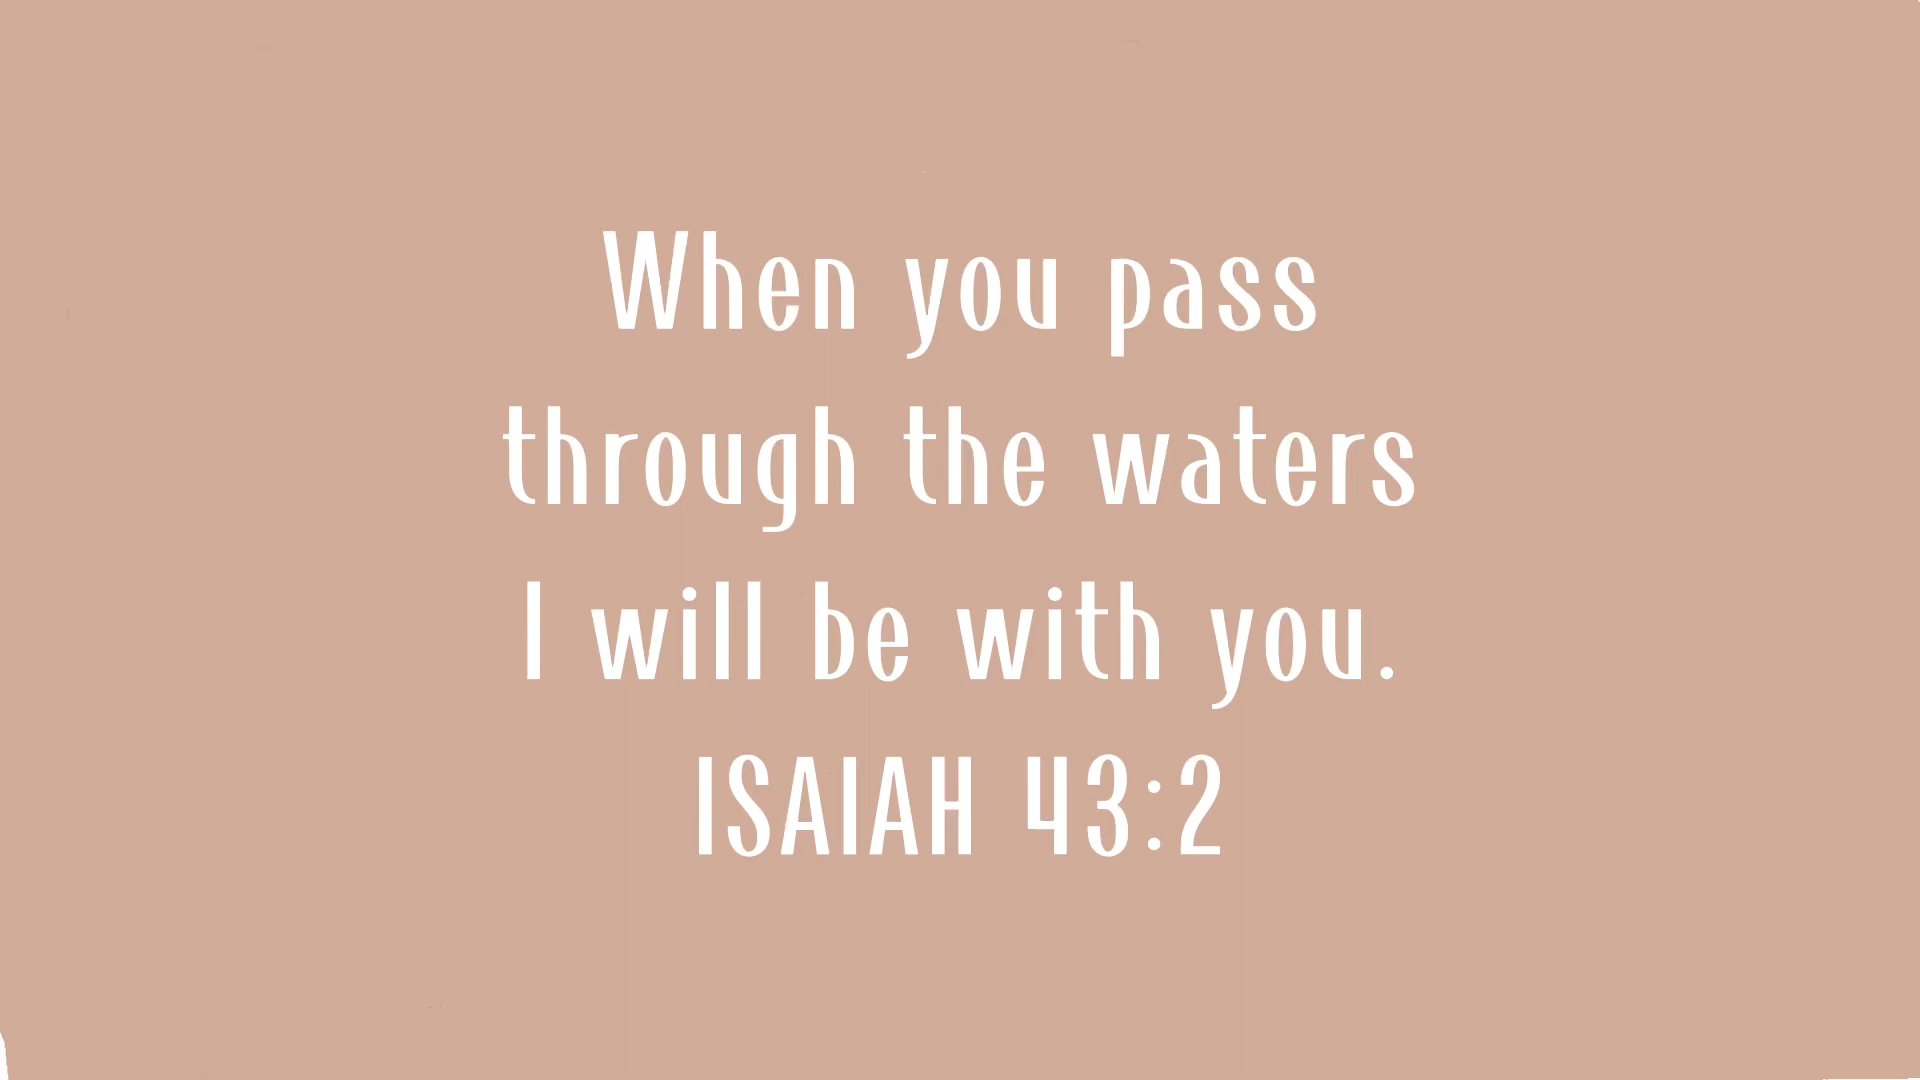 When you pass
through the waters
I will be with you.
ISAIAH 43:2